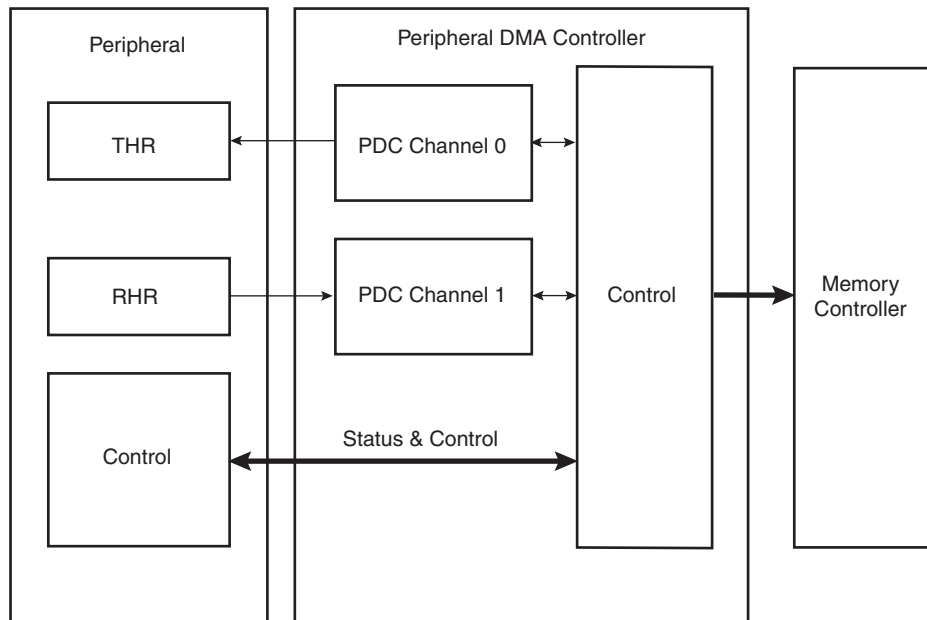 Peripheral
Peripheral DMA Controller
THR
PDC Channel 0
RHR
PDC Channel 1
Control
Memory
Controller
Control
Status & Control